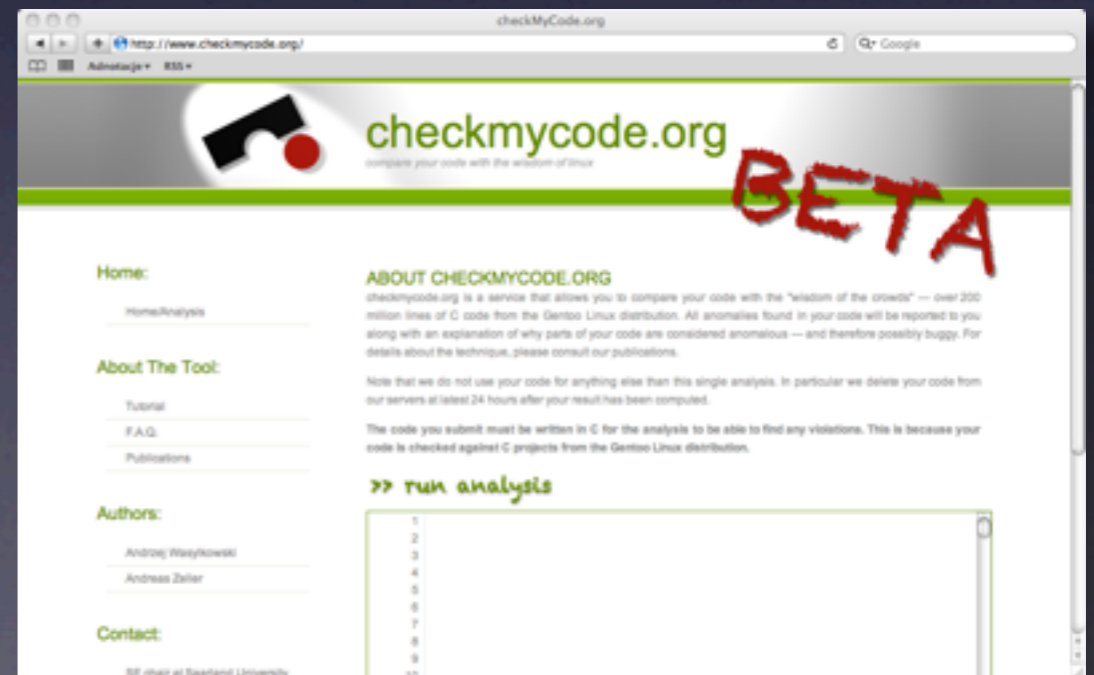 checkMyCode.org
http://www.checkmycode.org/
Google
Adnotacje RSS
checkmycode.org
compare your code with the wisdom of linux
BETA
Home:
Home/Analysis
About The Tool:
Tutorial
F.A.Q.
Publications
Authors:
Andrzej Wasylkowski
Andreas Zeller
Contact:
SE chair at Saarland University
ABOUT CHECKMYCODE.ORG
checkmycode.org is a service that allows you to compare your code with the "wisdom of the crowds" — over 200
million lines of C code from the Gentoo Linux distribution. All anomalies found in your code will be reported to you
along with an explanation of why parts of your code are considered anomalous — and therefore possibly buggy. For
details about the technique, please consult our publications.
Note that we do not use your code for anything else than this single analysis. In particular we delete your code from
our servers at latest 24 hours after your result has been computed.
The code you submit must be written in C for the analysis to be able to find any violations. This is because your
code is checked against C projects from the Gentoo Linux distribution.
>> run analysis
1
2
3
4
5
6
7
8
9
10